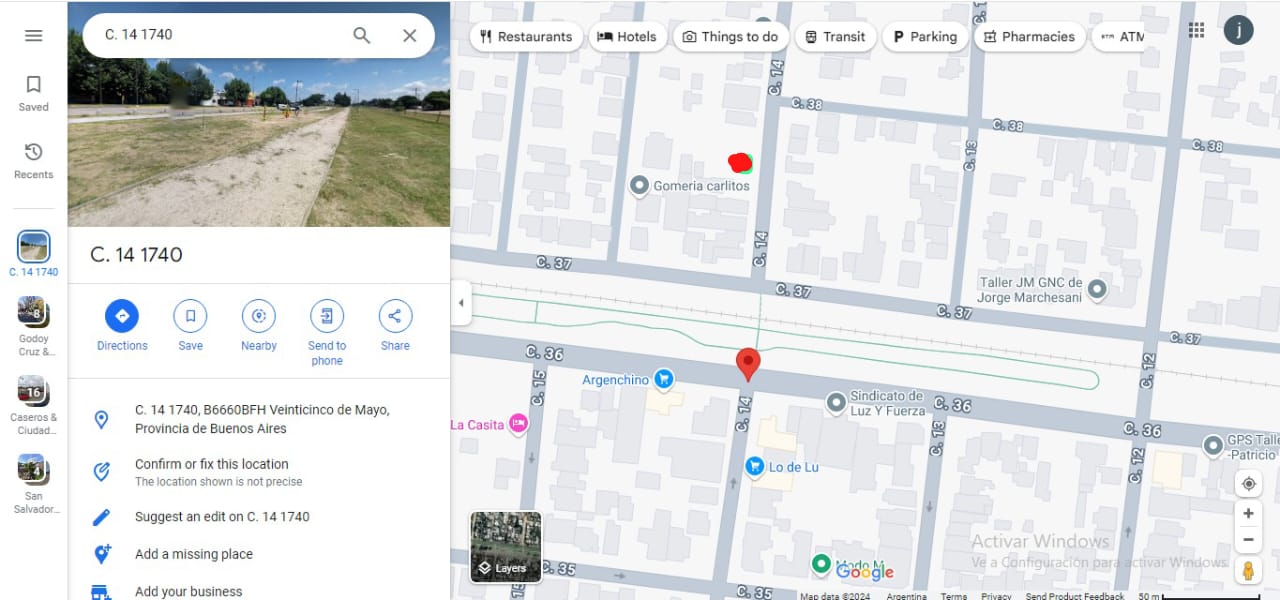 C. 14 1740
Saved
Recents
C. 14 1740
8
Godoy
Cruz &...
16
Caseros &
Ciudad...
4
San
Salvador...
C. 14 1740
Directions
Save
Nearby
Send to
phone
Share
C. 14 1740, B6660BFH Veinticinco de Mayo,
Provincia de Buenos Aires
Confirm or fix this location
The location shown is not precise
Suggest an edit on C. 14 1740
Add a missing place
Add your business
Restaurants
Hotels
Things to do
Transit
Parking
Pharmacies
ATM
j
C. 14
C. 38
C. 38
C. 38
C. 13
Gomeria carlitos
C. 14
C. 37
C. 37
Taller JM GNC de
Jorge Marchesani
C. 37
C. 37
C. 36
C. 15
Argenchino
C. 12
C. 14
Sindicato de
Luz Y Fuerza
C. 36
C. 13
La Casita
C. 36
C. 12
GPS Talle
-Patricio
Lo de Lu
Layers
C. 35
15
C. 35
Google
Activar Windows
Ve a Configuración para activar Windows.
Map data ©2024
Argentina
Terms
Privacy
Send Product Feedback
50 m